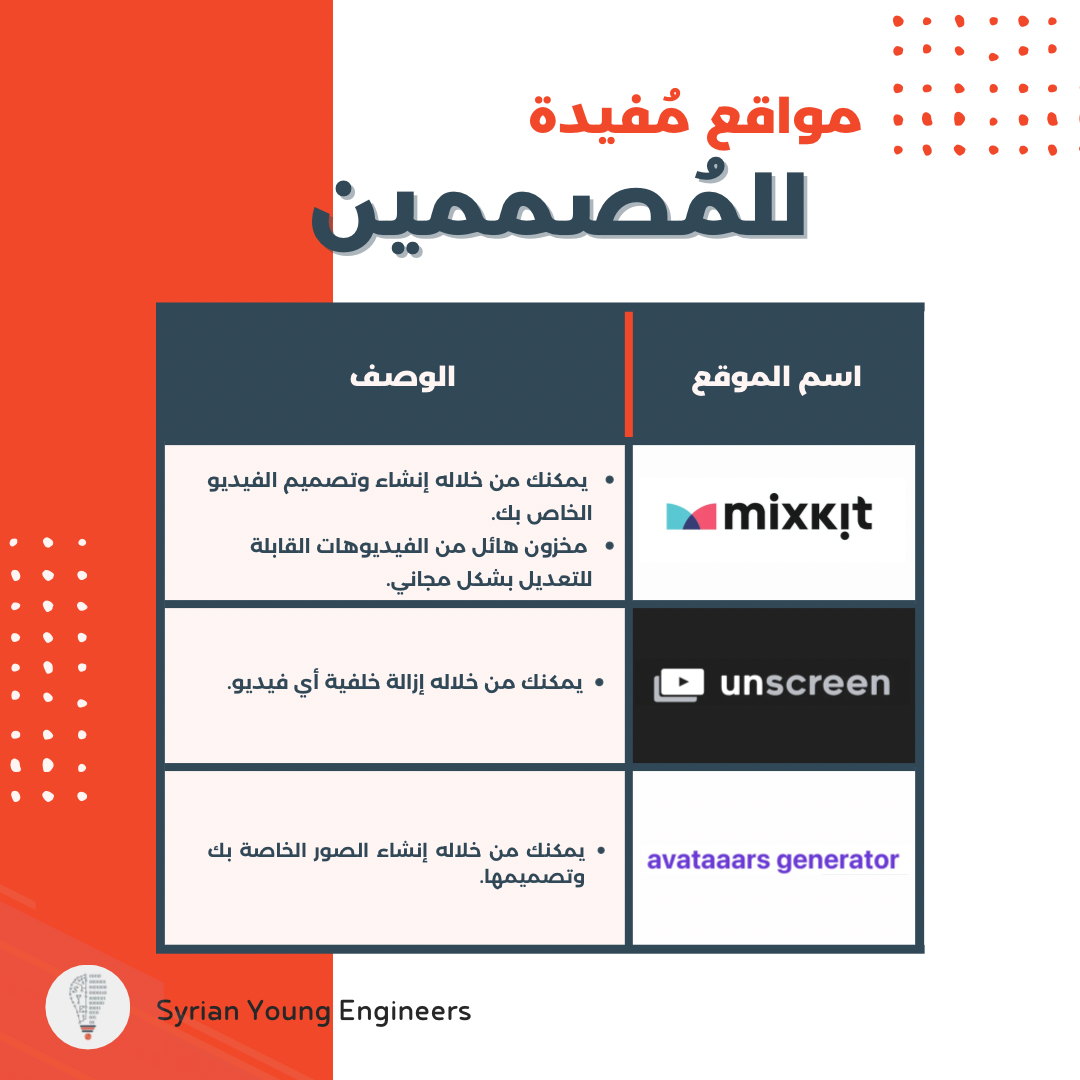 مواقع مُفيدة
للمُصممين
اسم الموقع
الوصف
mixkit
• يمكنك من خلاله إنشاء وتصميم الفيديو
الخاص بك.
• مخزون هائل من الفيديوهات القابلة
للتعديل بشكل مجاني.
unscreen
• يمكنك من خلاله إزالة خلفية أي فيديو.
avataaars generator
• يمكنك من خلاله إنشاء الصور الخاصة بك
وتصميمها.
Syrian Young Engineers